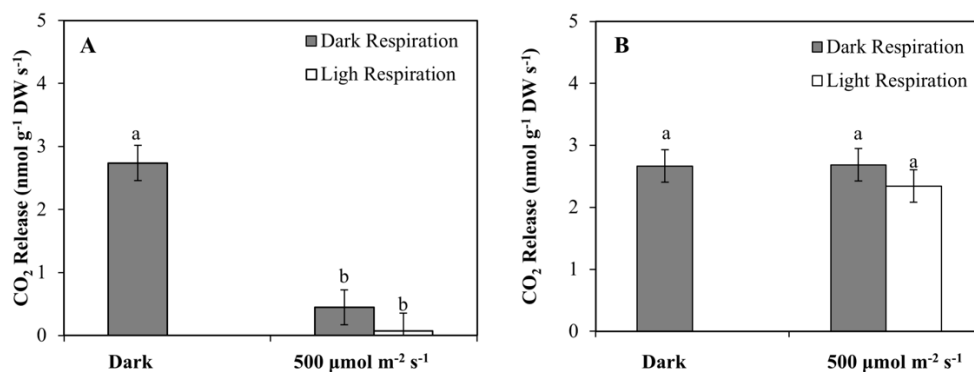 A
Dark Respiration
Ligh Respiration
CO₂ Release (nmol g⁻¹ DW s⁻¹)
5
4
3
2
1
0
a
b
b
Dark
500 µmol m⁻² s⁻¹
B
Dark Respiration
Light Respiration
CO₂ Release (nmol g⁻¹ DW s⁻¹)
5
4
3
2
1
0
a
a
a
Dark
500 µmol m⁻² s⁻¹